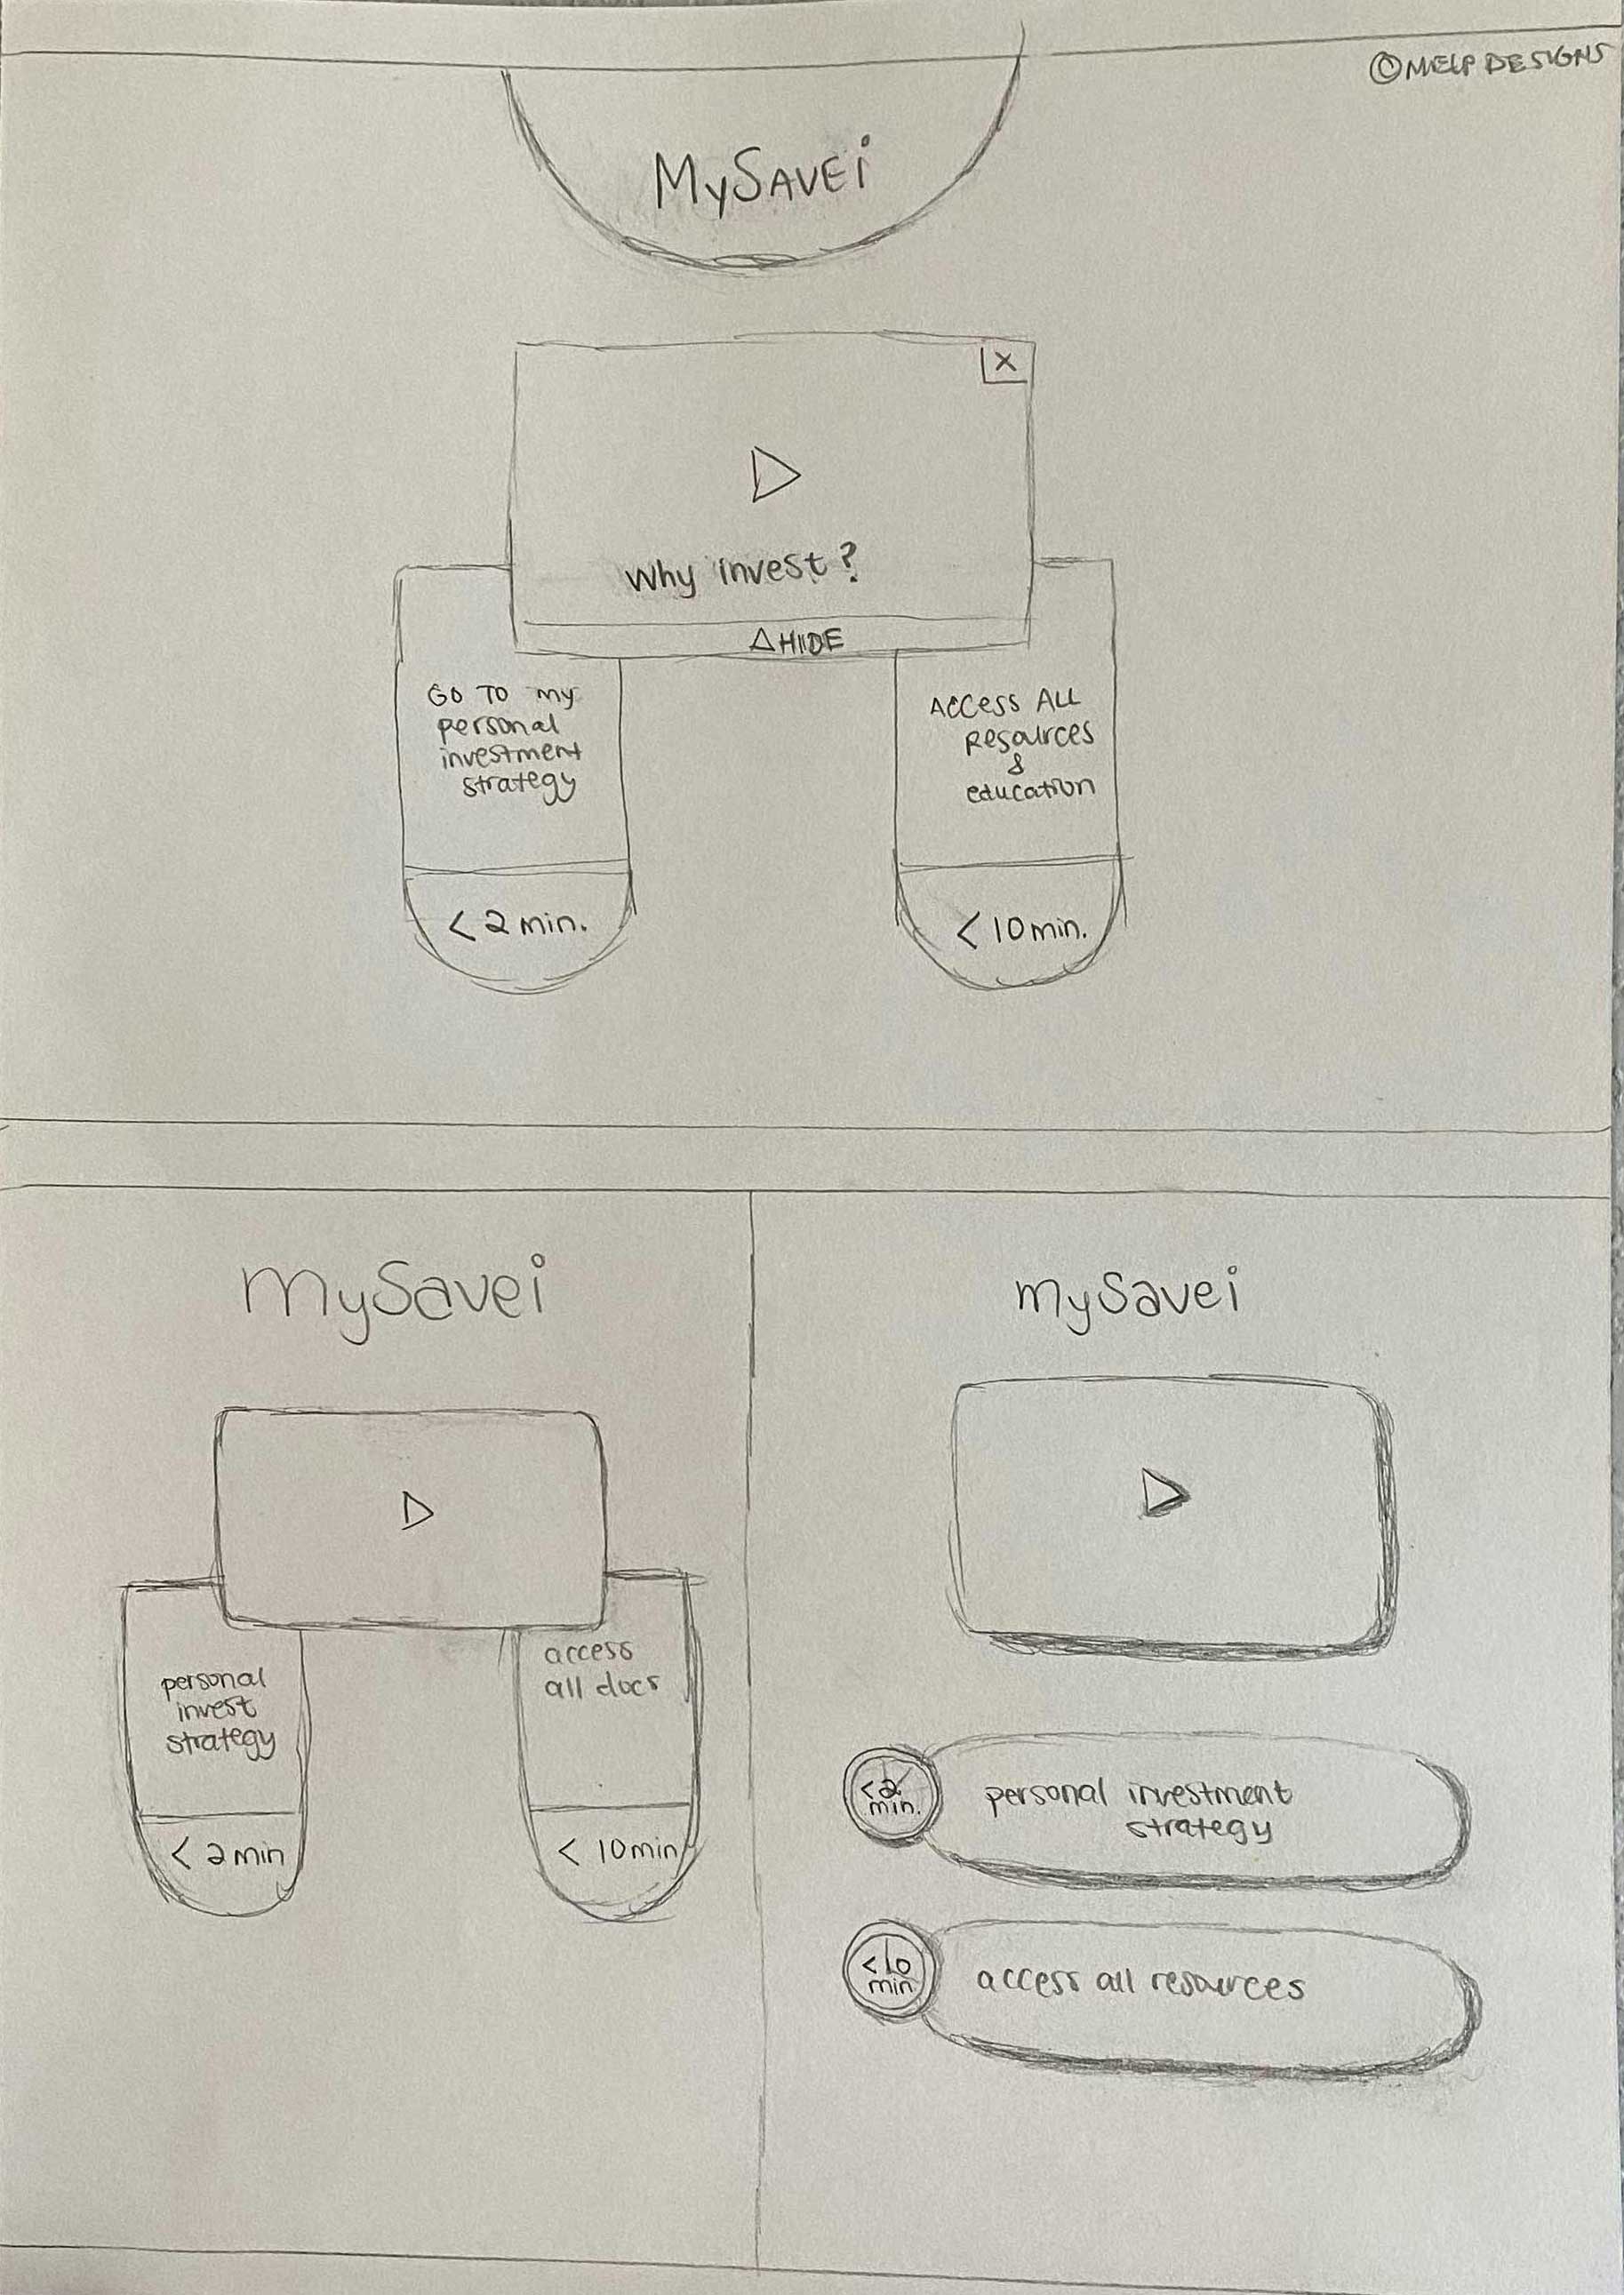 ©MELP DESIGNS
MySAVEi
X
Why invest?
HIDE
GO TO my
personal
investment
strategy
ACCESS ALL
Resources
&
education
< 2 min.
< 10 min.
mySavei
personal
invest
strategy
access
all docs
< 2 min
< 10 min
mySavei
<2
min.
personal investment
strategy
<10
min
access all resources